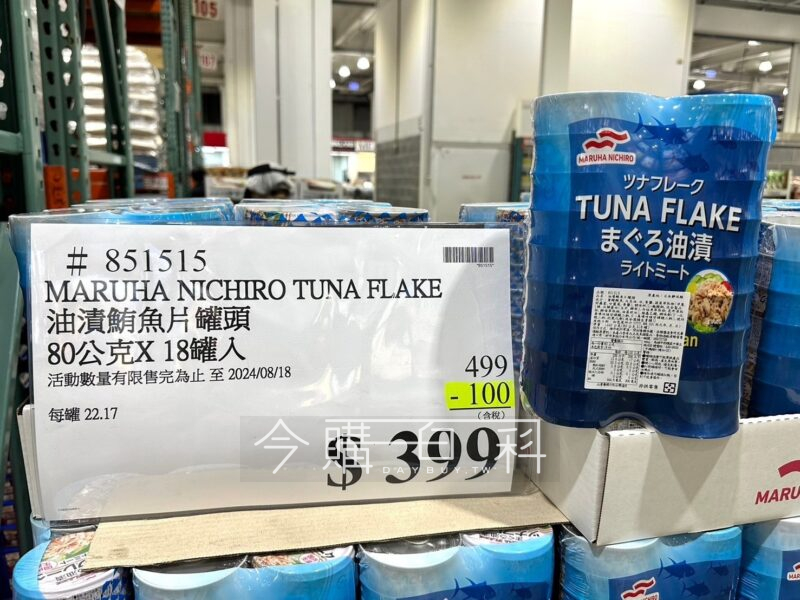 105
# 851515
*851515*
MARUHA NICHIRO TUNA FLAKE
油漬鮪魚片罐頭
80公克X 18罐入
活動數量有限售完為止 至 2024/08/18
499
- 100
(含稅)
每罐 22.17
$ 399
今購百科
DAYBUY.TW
MARUHA NICHIRO
ツナフレーク
TUNA FLAKE
まぐろ油漬
ライトミート
an
MARU